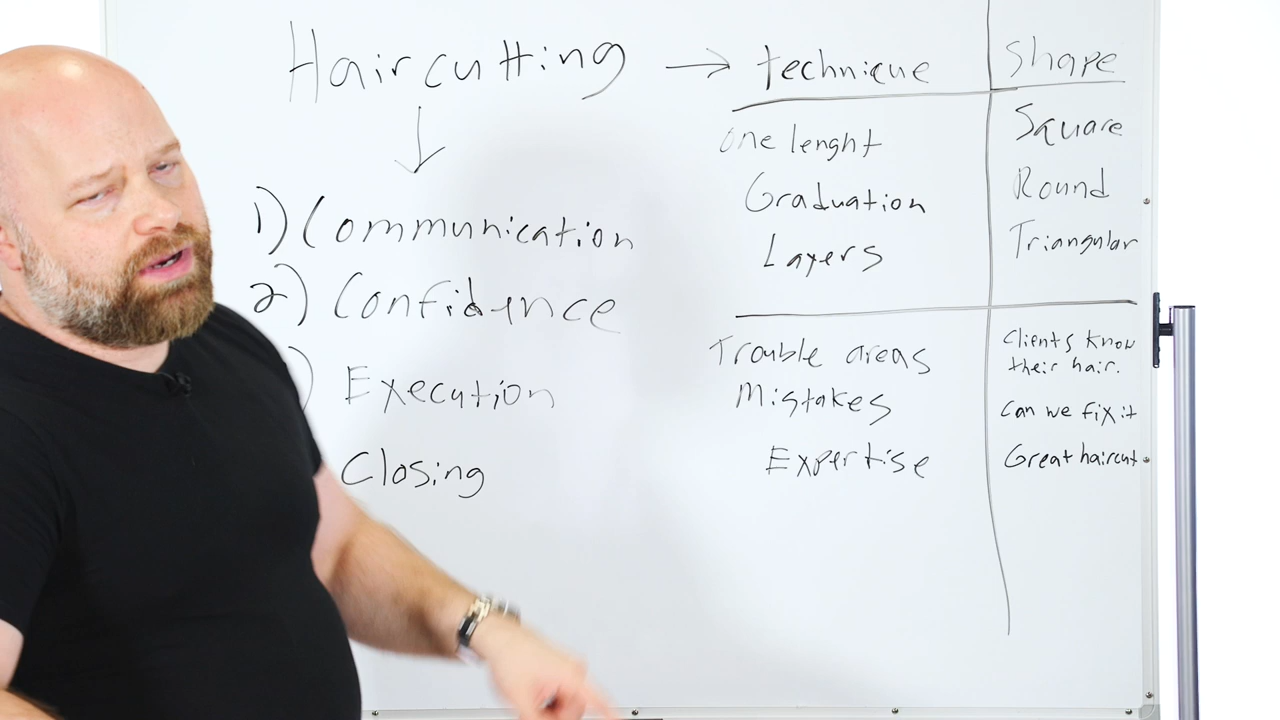 Haircutting → technique
shape
1) Communication
2) Confidence
) Execution
Closing
one lenght
Graduation
Layers
Square
Round
Triangular
Trouble areas
Mistakes
Expertise
Clients know
their hair.
Can we fix it
Great haircut